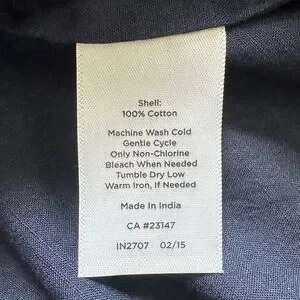 Shell:
100% Cotton
Machine Wash Cold
Gentle Cycle
Only Non-Chlorine
Bleach When Needed
Tumble Dry Low
Warm Iron, If Needed
Made In India
CA #23147
IN2707 02/15